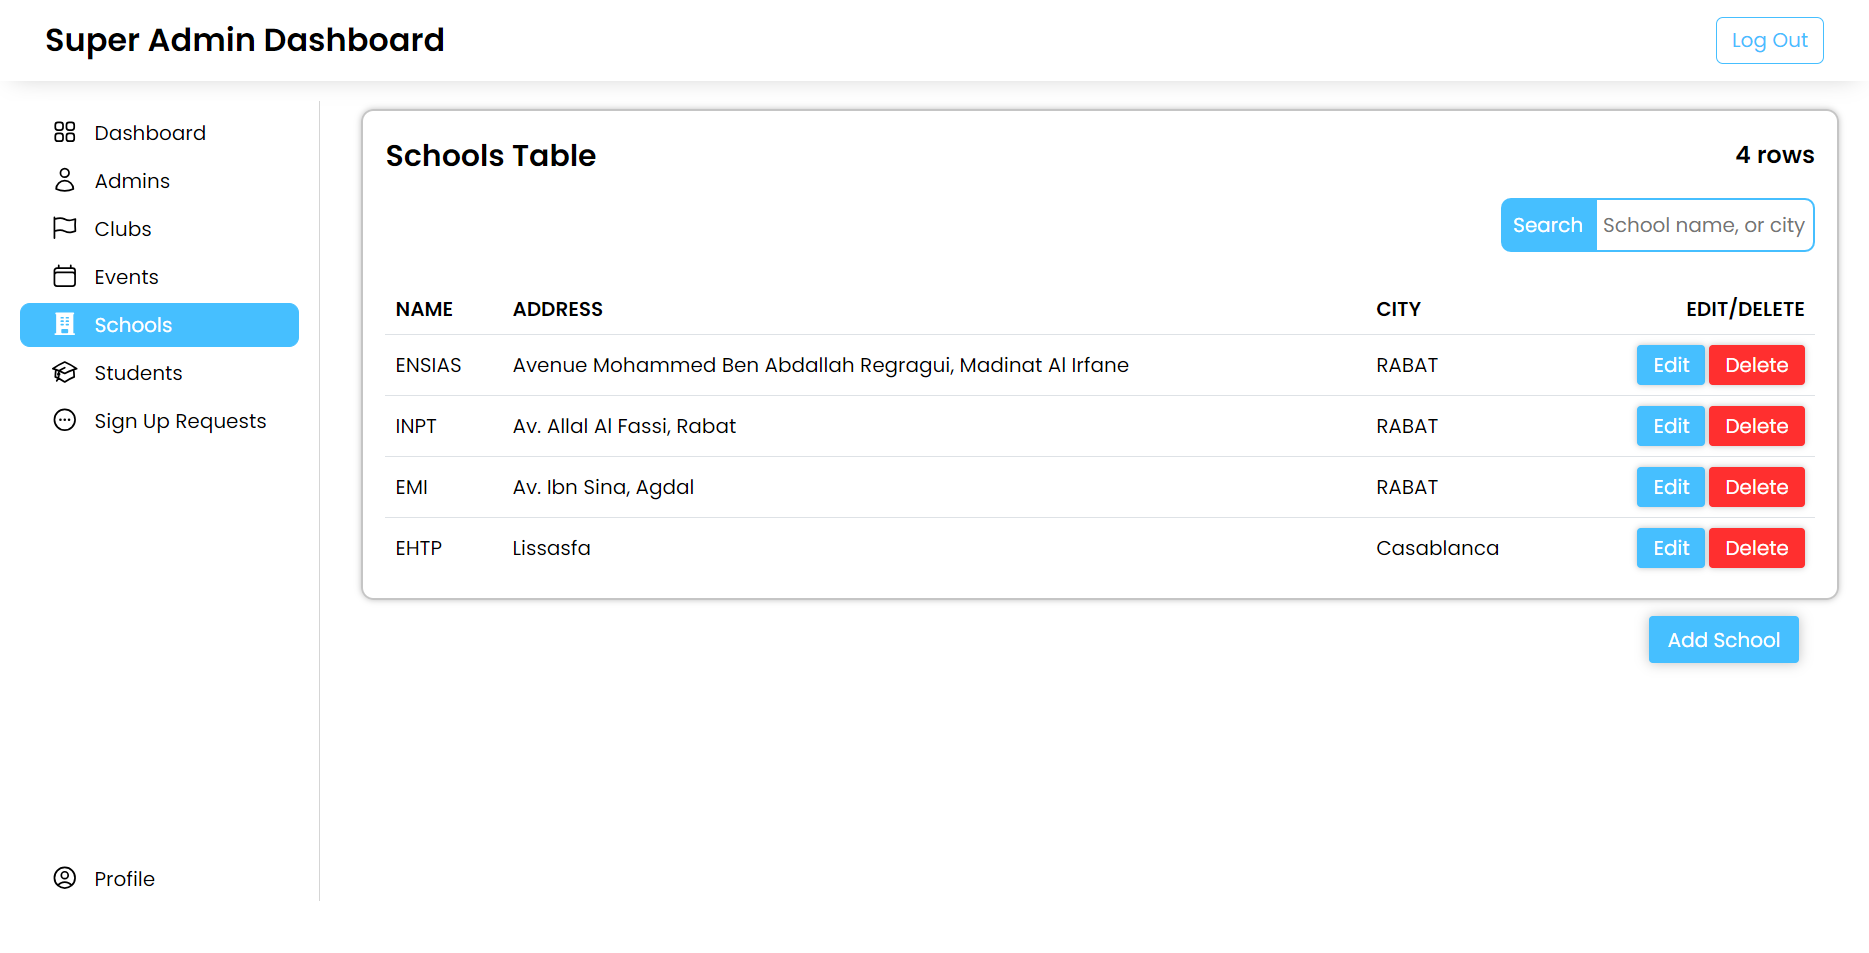 Super Admin Dashboard
Log Out
Dashboard
Admins
Clubs
Events
Schools
Students
Sign Up Requests
Profile
Schools Table
4 rows
Search School name, or city
NAME ADDRESS CITY EDIT/DELETE
ENSIAS Avenue Mohammed Ben Abdallah Regragui, Madinat Al Irfane RABAT Edit Delete
INPT Av. Allal Al Fassi, Rabat RABAT Edit Delete
EMI Av. Ibn Sina, Agdal RABAT Edit Delete
EHTP Lissasfa Casablanca Edit Delete
Add School